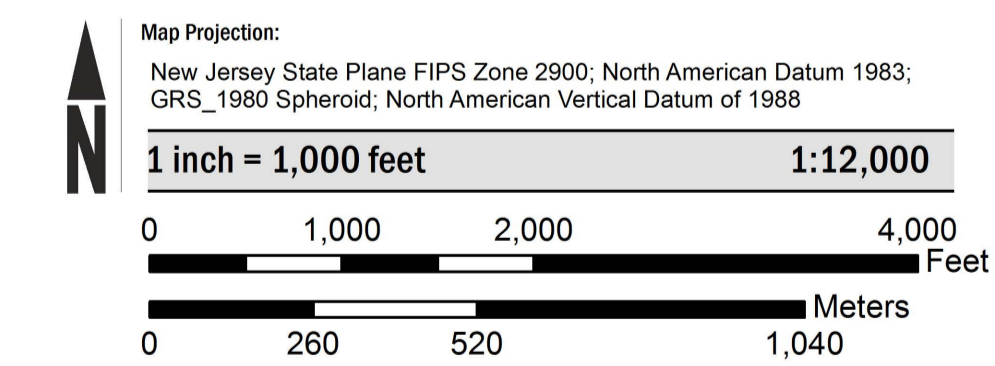 N
Map Projection:
New Jersey State Plane FIPS Zone 2900; North American Datum 1983;
GRS_1980 Spheroid; North American Vertical Datum of 1988
1 inch = 1,000 feet 1:12,000
0 1,000 2,000 4,000
Feet
Meters
0 260 520 1,040